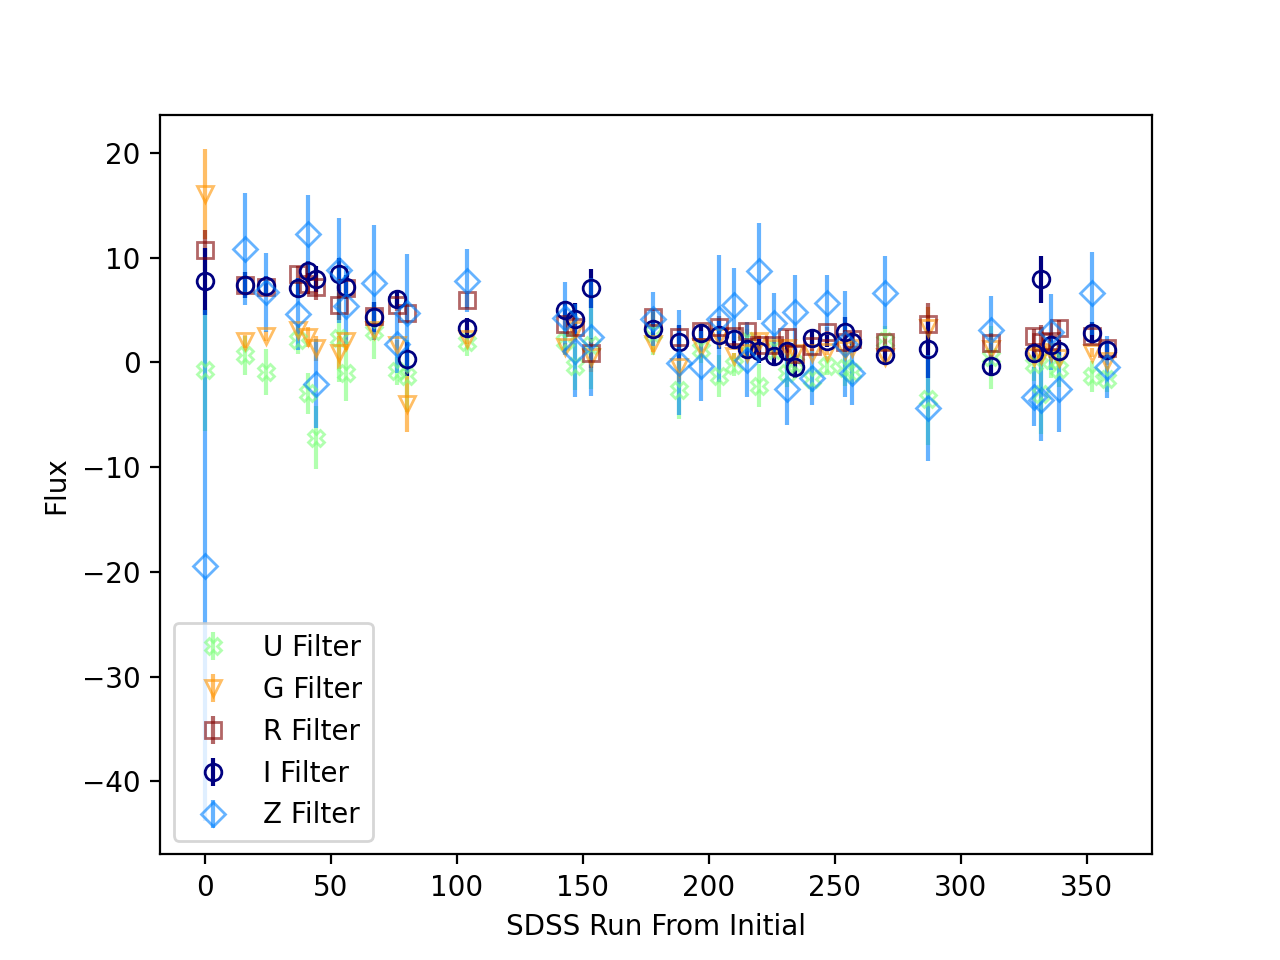 20
10
0
−10
−20
−30
−40
Flux
U Filter
G Filter
R Filter
I Filter
Z Filter
0 50 100 150 200 250 300 350
SDSS Run From Initial